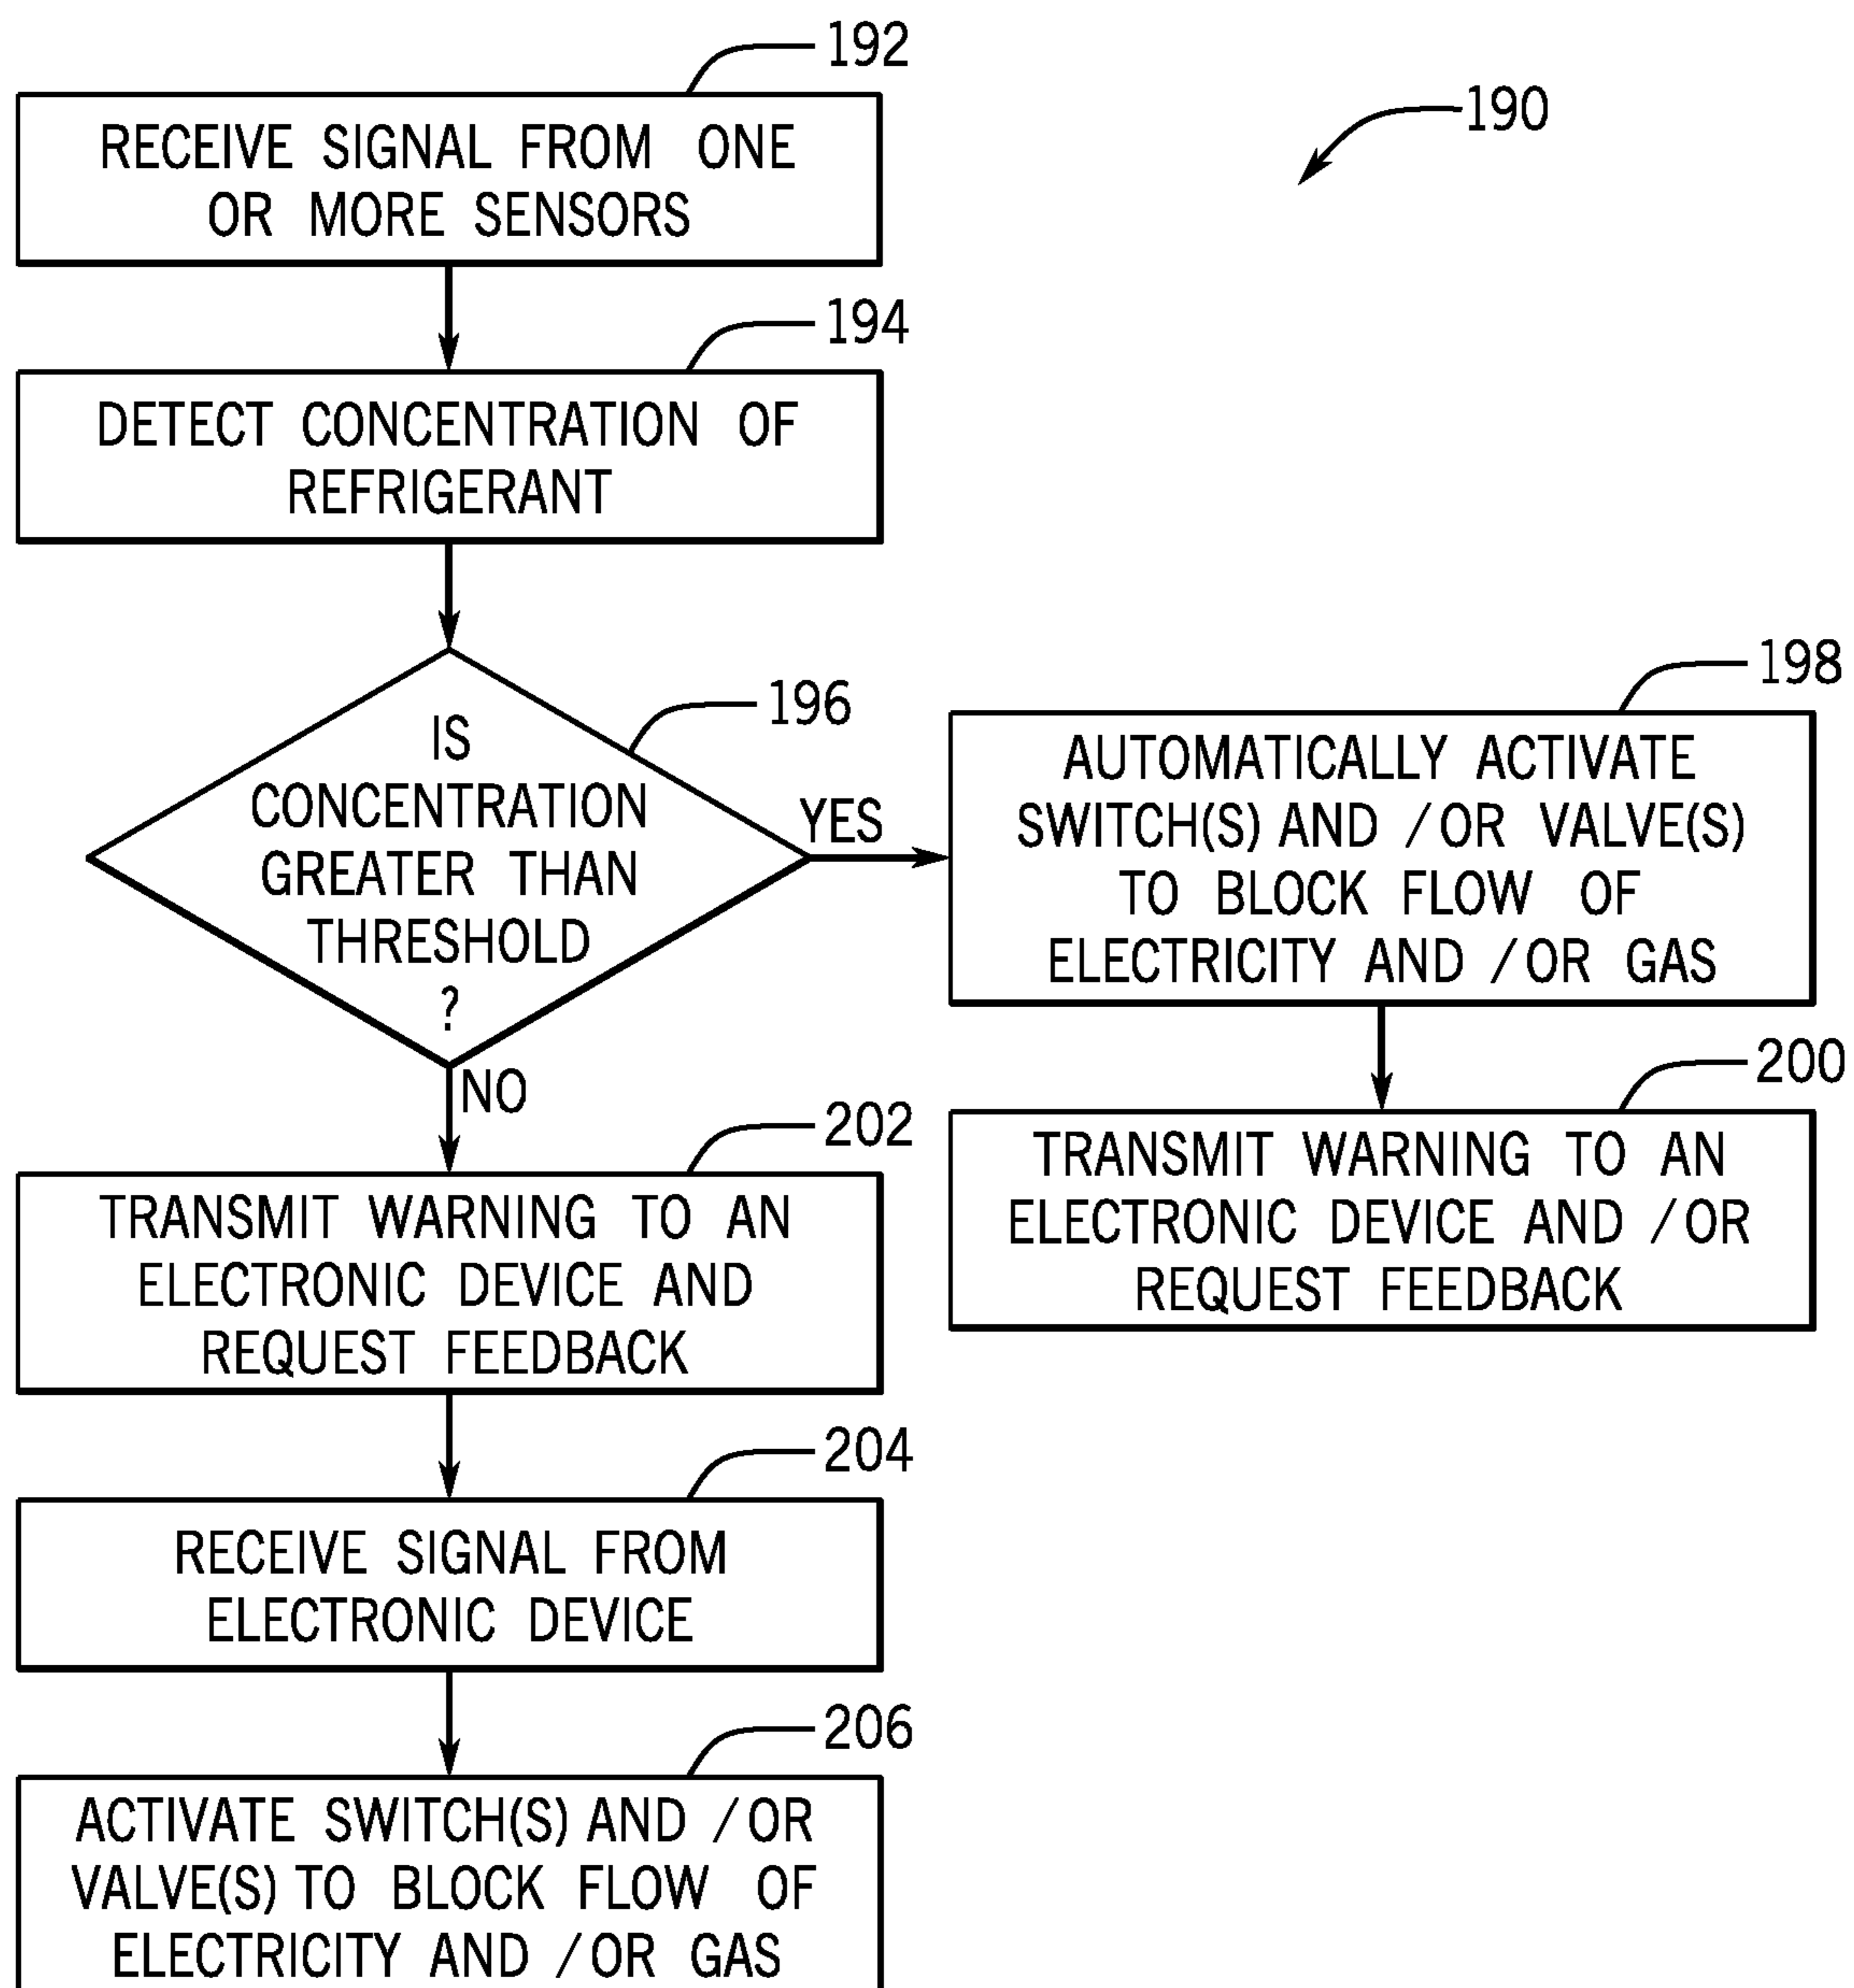 192
190
RECEIVE SIGNAL FROM ONE
OR MORE SENSORS
194
DETECT CONCENTRATION OF
REFRIGERANT
196
IS
CONCENTRATION
GREATER THAN
THRESHOLD
?
YES
198
AUTOMATICALLY ACTIVATE
SWITCH(S) AND /OR VALVE(S)
TO BLOCK FLOW OF
ELECTRICITY AND /OR GAS
200
TRANSMIT WARNING TO AN
ELECTRONIC DEVICE AND /OR
REQUEST FEEDBACK
NO
202
TRANSMIT WARNING TO AN
ELECTRONIC DEVICE AND
REQUEST FEEDBACK
204
RECEIVE SIGNAL FROM
ELECTRONIC DEVICE
206
ACTIVATE SWITCH(S) AND /OR
VALVE(S) TO BLOCK FLOW OF
ELECTRICITY AND /OR GAS